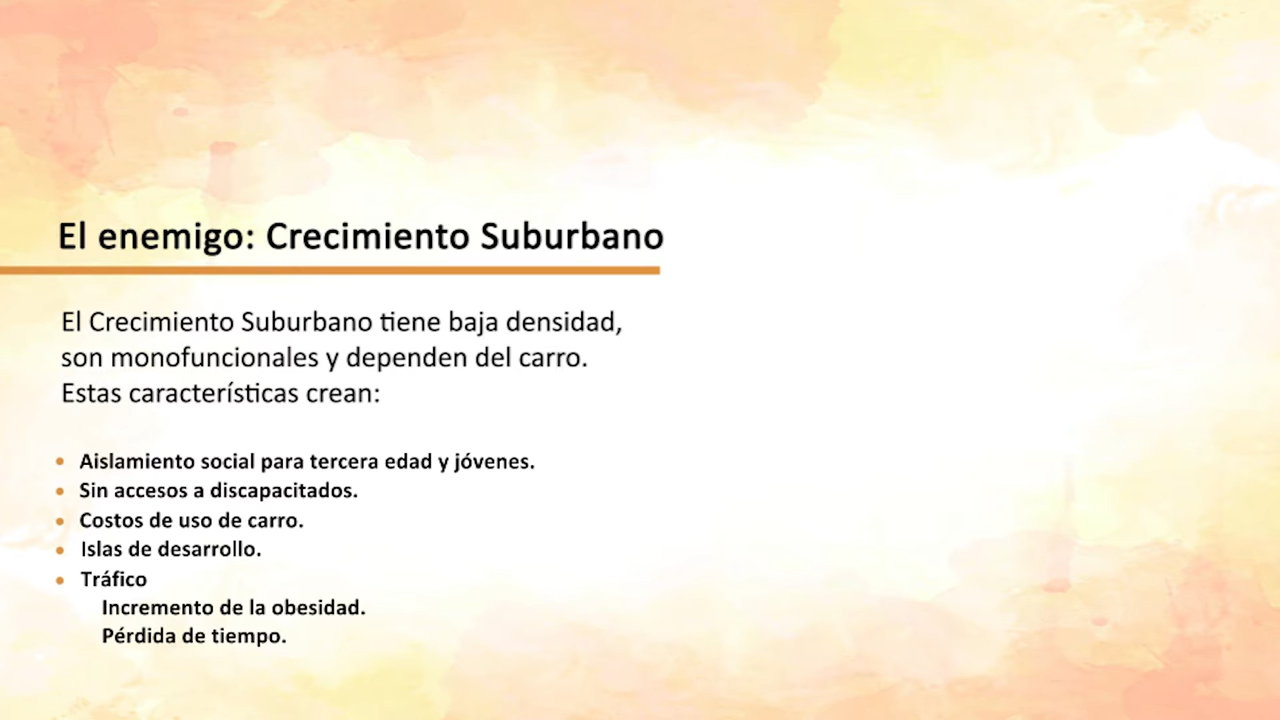 El enemigo: Crecimiento Suburbano
El Crecimiento Suburbano tiene baja densidad,
son monofuncionales y dependen del carro.
Estas características crean:
• Aislamiento social para tercera edad y jóvenes.
• Sin accesos a discapacitados.
• Costos de uso de carro.
• Islas de desarrollo.
• Tráfico
Incremento de la obesidad.
Pérdida de tiempo.